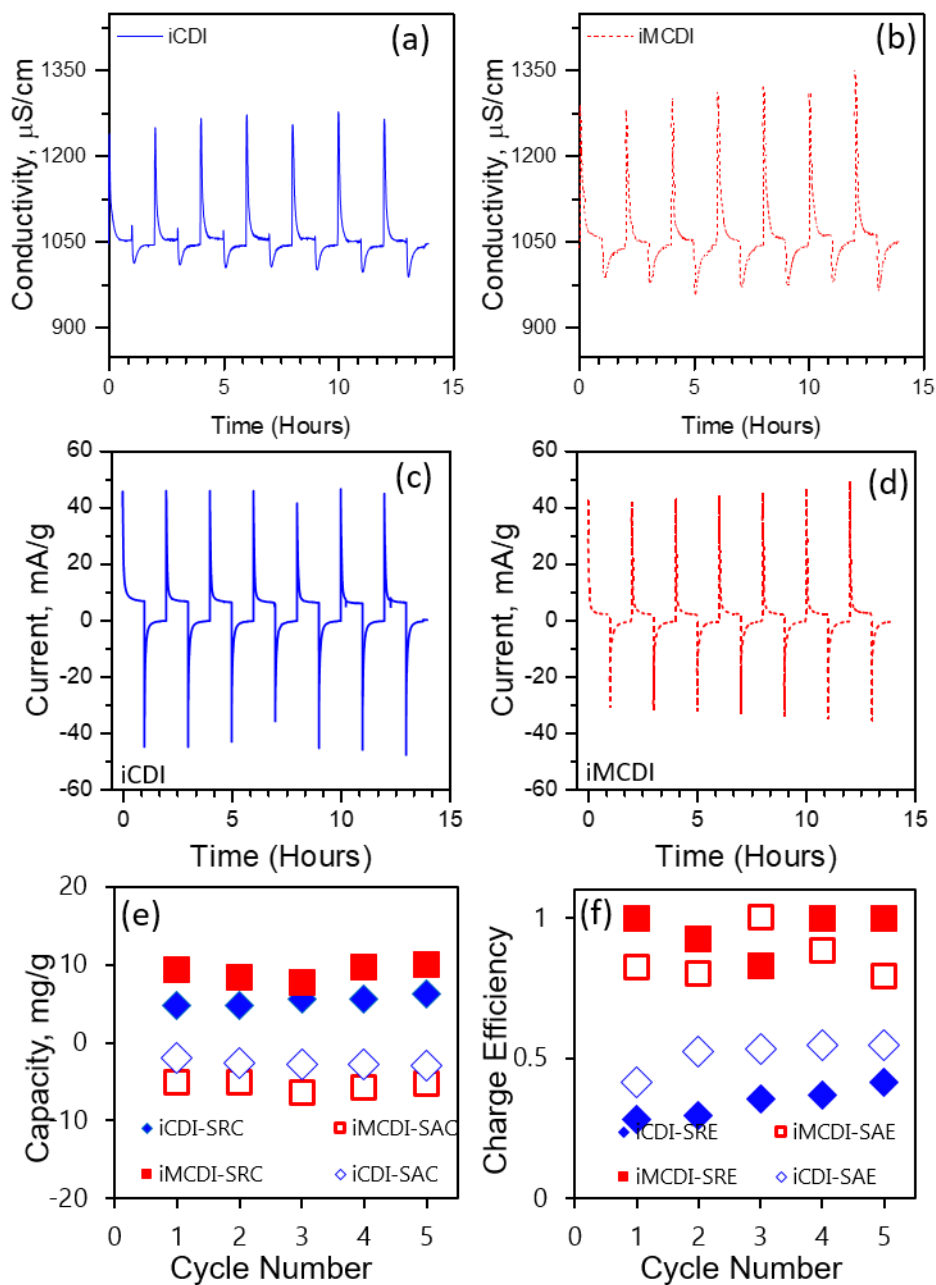 iCDI
(a)
1350
1200
1050
900
Conductivity, μS/cm
0
5
10
15
Time (Hours)
iMCDI
(b)
1350
1200
1050
900
Conductivity, μS/cm
0
5
10
15
Time (Hours)
(c)
60
40
20
0
-20
-40
-60
Current, mA/g
iCDI
0
5
10
15
Time (Hours)
(d)
60
40
20
0
-20
-40
-60
Current, mA/g
iMCDI
0
5
10
15
Time (Hours)
(e)
20
10
0
-10
-20
Capacity, mg/g
iCDI-SRC
iMCDI-SAC
iMCDI-SRC
iCDI-SAC
0
1
2
3
4
5
Cycle Number
(f)
1
0.5
0
Charge Efficiency
iCDI-SRE
iMCDI-SAE
iMCDI-SRE
iCDI-SAE
0
1
2
3
4
5
Cycle Number